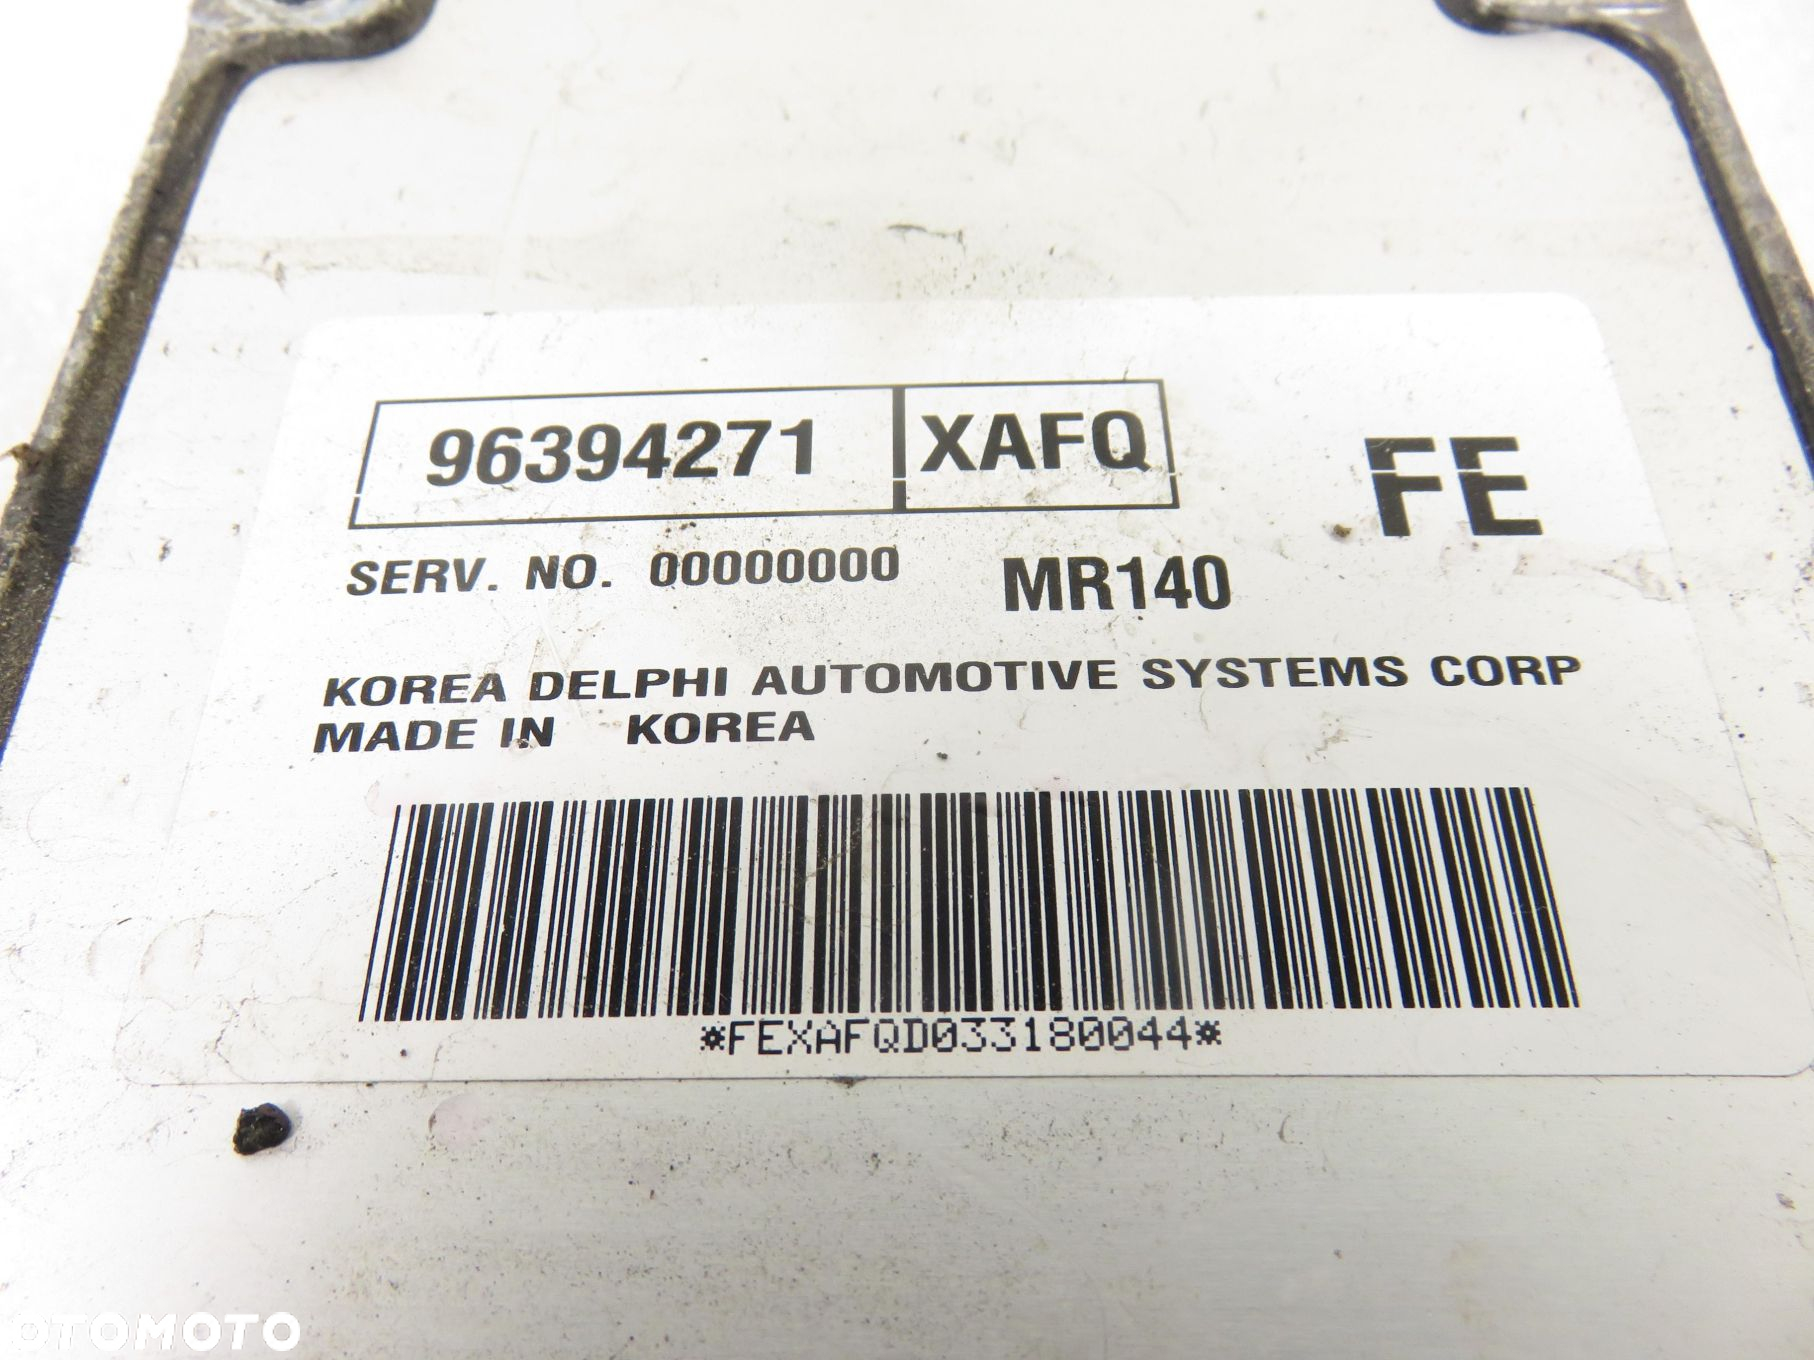 96394271 XAFQ
FE
SERV. NO. 00000000 MR140
KOREA DELPHI AUTOMOTIVE SYSTEMS CORP
MADE IN KOREA
*FEXAFQD033180044*
OTOMOTO